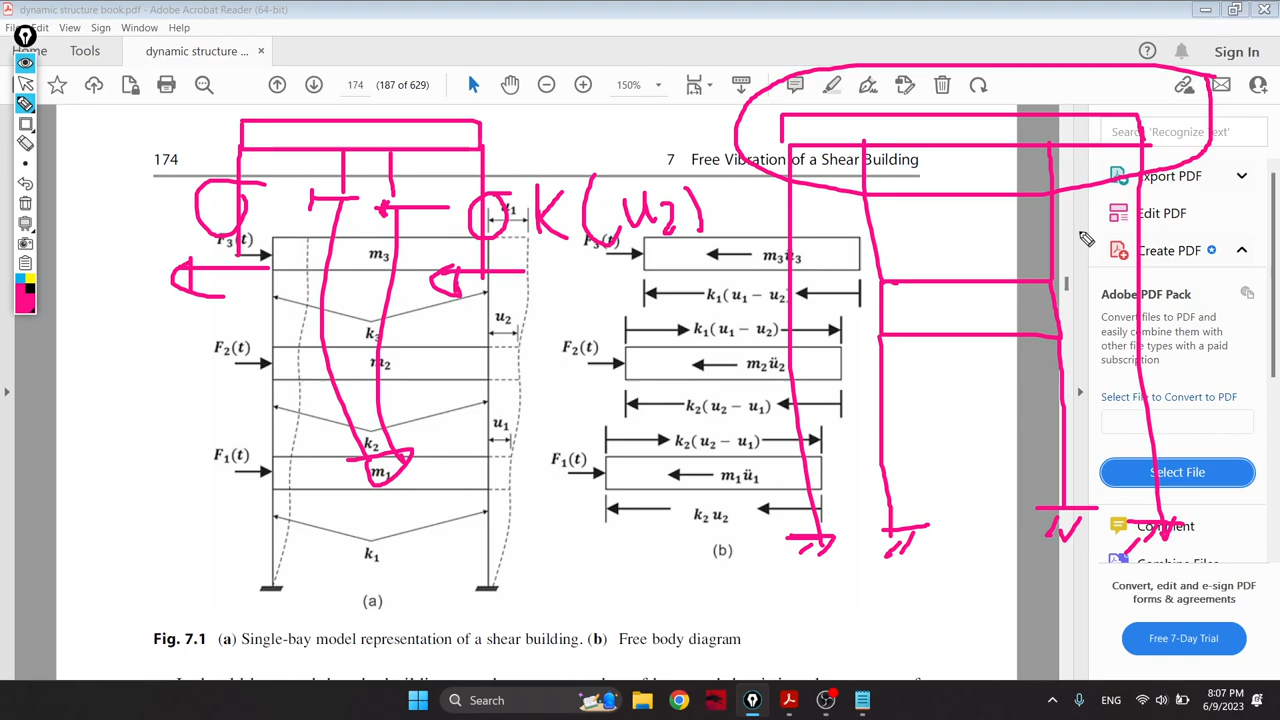 dynamic structure book.pdf - Adobe Acrobat Reader (64-bit)
File Edit View Sign Window Help
Home Tools dynamic structure ... × Sign In
174 (187 of 629) 150%
174 7 Free Vibration of a Shear Building
K ( , u2)
u1
F3(t) m3
k3
u2
F2(t) m2
k2
u1
F1(t) m1
k1
(a)
F3(t) m3ü3
k1( u1 − u2)
k1( u1 − u2)
F2(t) m2ü2
k2( u2 − u1)
k2( u2 − u1)
F1(t) m1ü1
k2 u2
(b)
Fig. 7.1 (a) Single-bay model representation of a shear building. (b) Free body diagram
Search 'Recognize Text'
Export PDF
Edit PDF
Create PDF
Adobe PDF Pack
Convert files to PDF and
easily combine them with
other file types with a paid
subscription
Select File to Convert to PDF
Select File
Comment
Combine Files
Convert, edit and e-sign PDF
forms & agreements
Free 7-Day Trial
Search
ENG
8:07 PM
6/9/2023